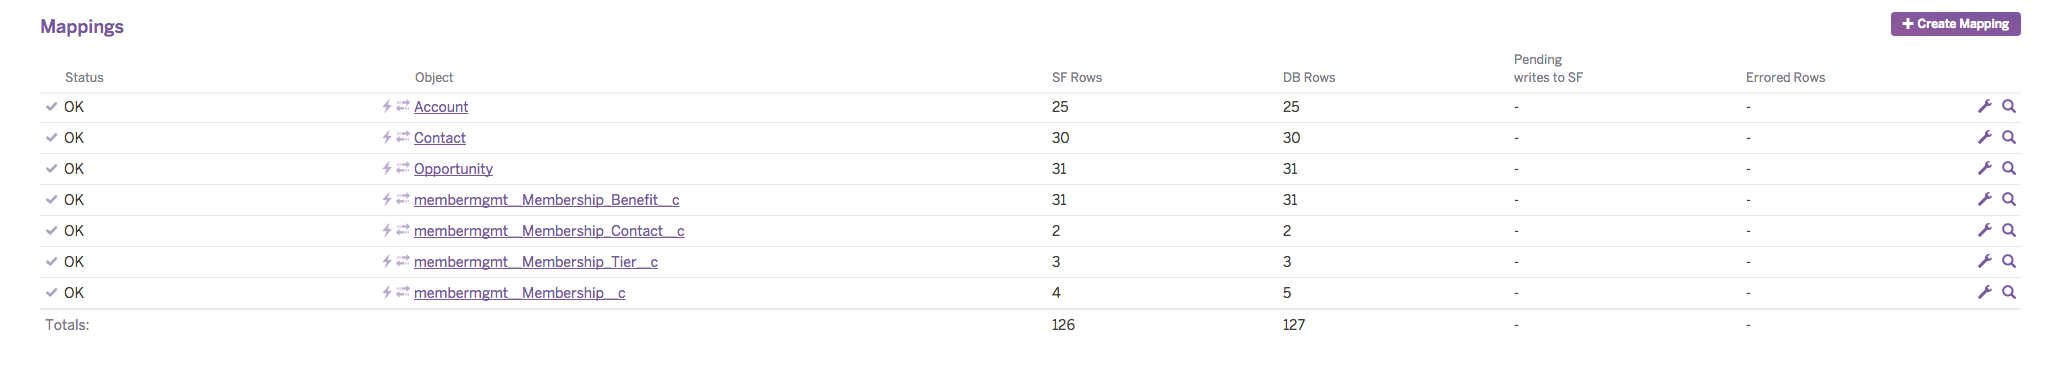 Mappings
+ Create Mapping
Status Object SF Rows DB Rows Pending writes to SF Errored Rows
OK Account 25 25 - -
OK Contact 30 30 - -
OK Opportunity 31 31 - -
OK membermgmt__Membership_Benefit__c 31 31 - -
OK membermgmt__Membership_Contact__c 2 2 - -
OK membermgmt__Membership_Tier__c 3 3 - -
OK membermgmt__Membership__c 4 5 - -
Totals: 126 127 - -